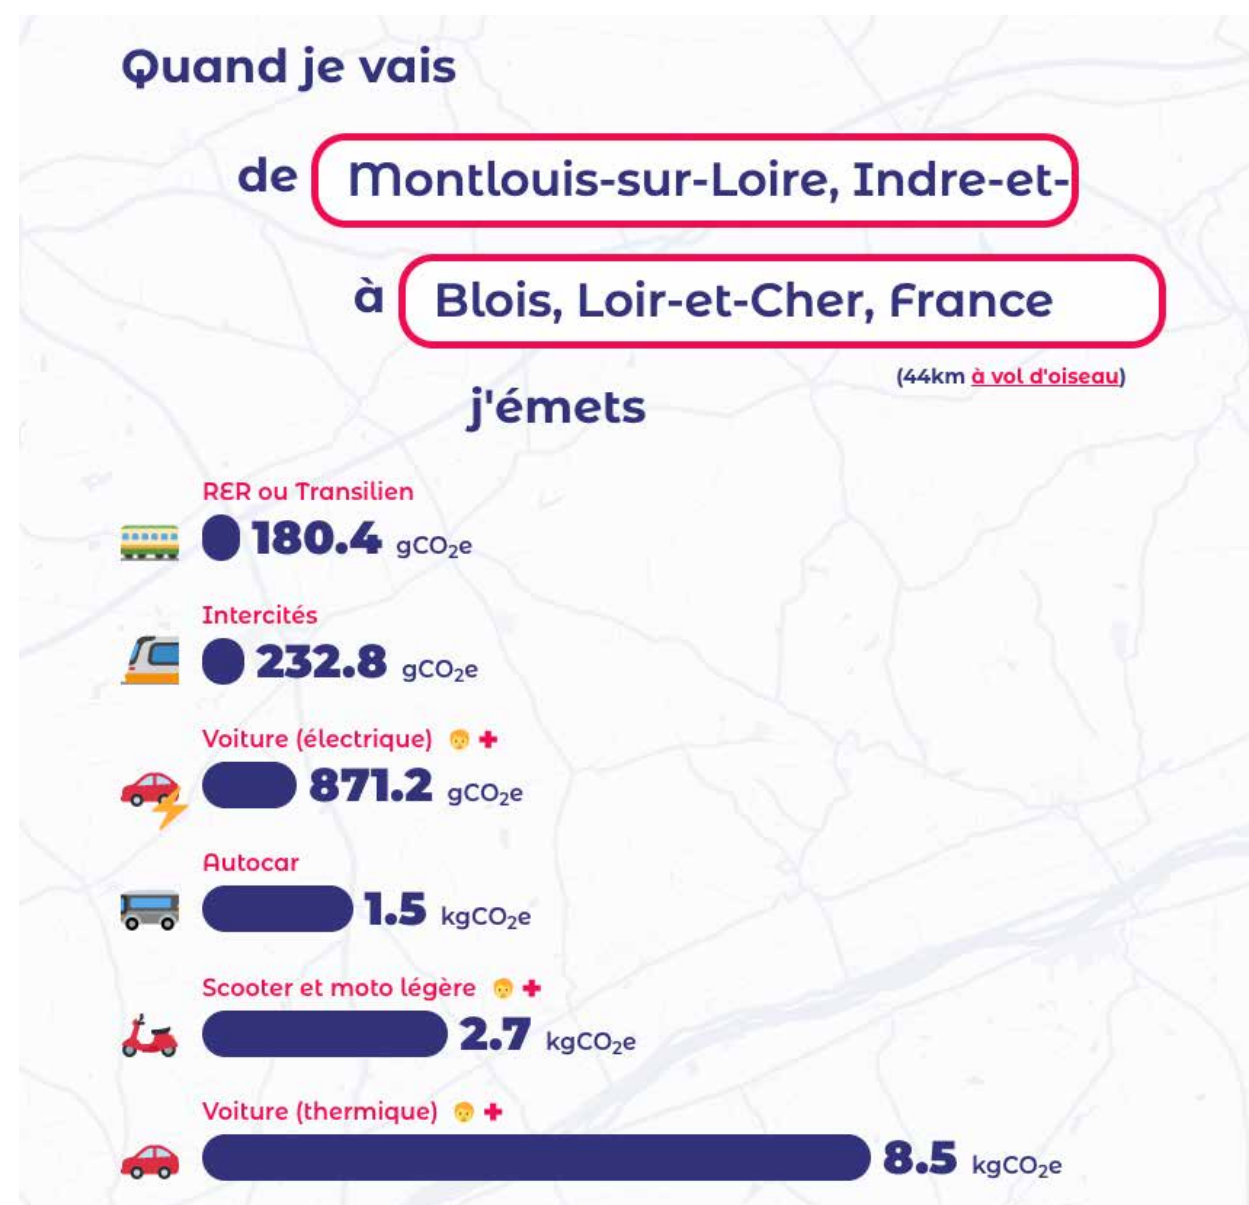 Quand je vais
de Montlouis-sur-Loire, Indre-et-
à Blois, Loir-et-Cher, France
(44km à vol d'oiseau)
j'émets
RER ou Transilien
180.4 gCO₂e
Intercités
232.8 gCO₂e
Voiture (électrique)
871.2 gCO₂e
Autocar
1.5 kgCO₂e
Scooter et moto légère
2.7 kgCO₂e
Voiture (thermique)
8.5 kgCO₂e